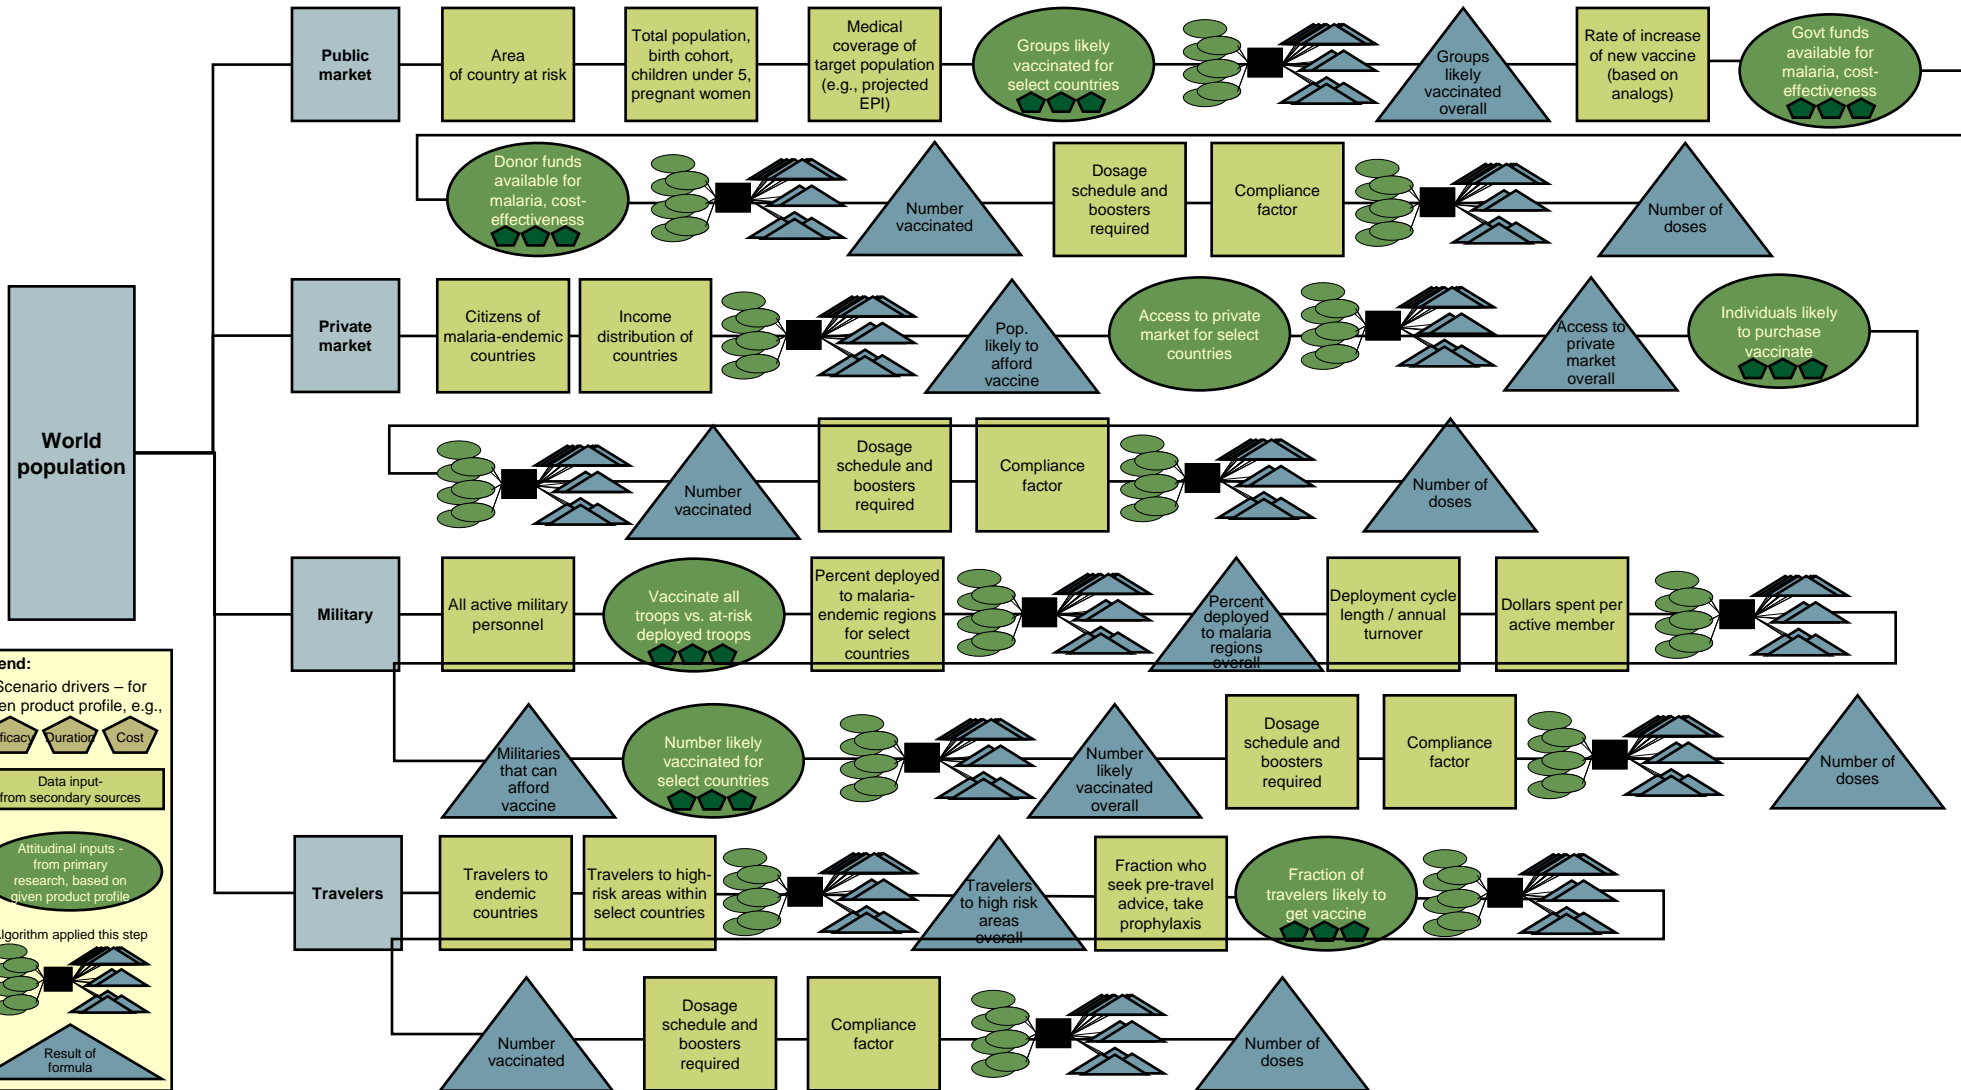 Public
market
Area
of country at risk
Total population,
birth cohort,
children under 5,
pregnant women
Medical
coverage of
target population
(e.g., projected
EPI)
Groups likely
vaccinated for
select countries
Groups
likely
vaccinated
overall
Rate of increase
of new vaccine
(based on
analogs)
Govt funds
available for
malaria, cost-
effectiveness
Donor funds
available for
malaria, cost-
effectiveness
Number
vaccinated
Dosage
schedule and
boosters
required
Compliance
factor
Number of
doses
World
population
Private
market
Citizens of
malaria-endemic
countries
Income
distribution of
countries
Pop.
likely to
afford
vaccine
Access to private
market for select
countries
Access to
private
market
overall
Individuals likely
to purchase
vaccinate
Number
vaccinated
Dosage
schedule and
boosters
required
Compliance
factor
Number of
doses
Military
All active military
personnel
Vaccinate all
troops vs. at-risk
deployed troops
Percent deployed
to malaria-
endemic regions
for select
countries
Percent
deployed
to malaria
regions
overall
Deployment cycle
length / annual
turnover
Dollars spent per
active member
Militaries
that can
afford
vaccine
Number likely
vaccinated for
select countries
Number
likely
vaccinated
overall
Dosage
schedule and
boosters
required
Compliance
factor
Number of
doses
Travelers
Travelers to
endemic
countries
Travelers to high-
risk areas within
select countries
Travelers
to high risk
areas
overall
Fraction who
seek pre-travel
advice, take
prophylaxis
Fraction of
travelers likely to
get vaccine
Number
vaccinated
Dosage
schedule and
boosters
required
Compliance
factor
Number of
doses
end:
Scenario drivers – for
en product profile, e.g.,
ficacy Duration Cost
Data input-
from secondary sources
Attitudinal inputs -
from primary
research, based on
given product profile
Algorithm applied this step
Result of
formula